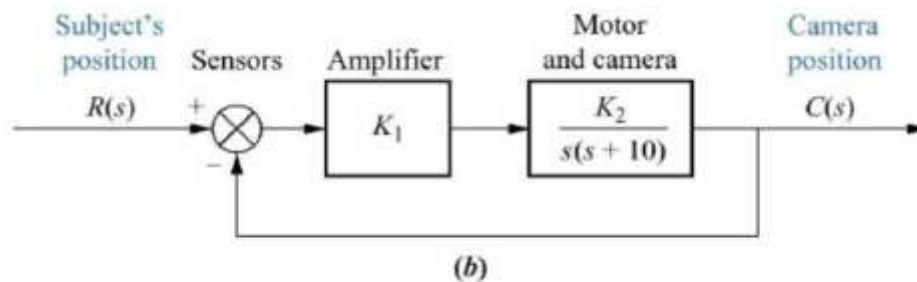 Subject's position
Sensors
Amplifier
Motor and camera
Camera position
R(s)
+
−
K₁
K₂
s(s + 10)
C(s)
(b)